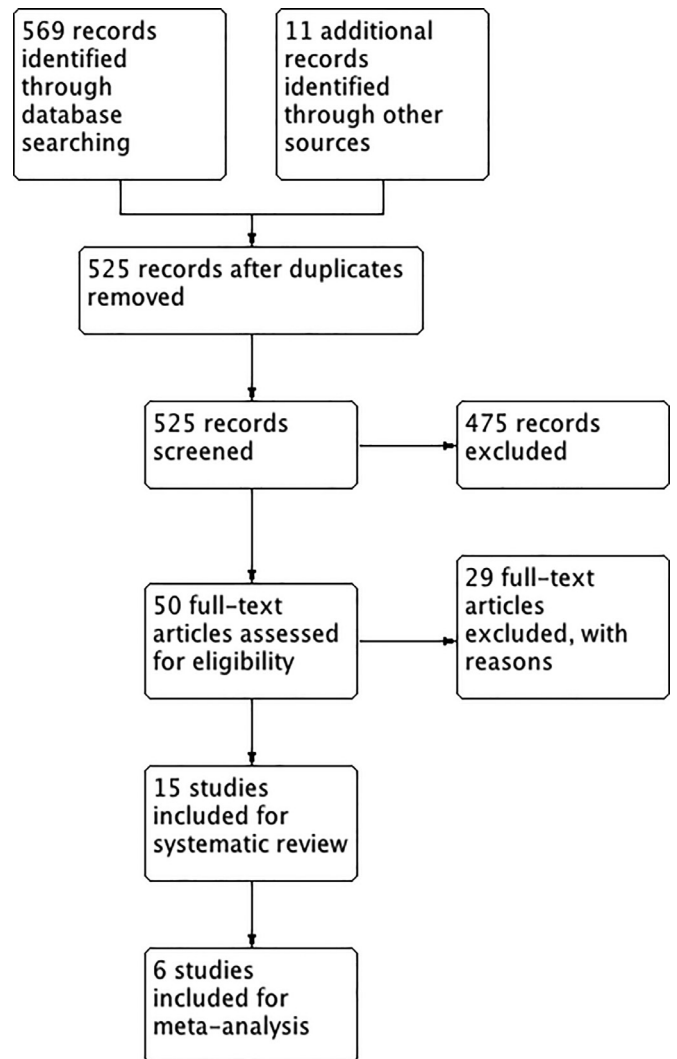 569 records
identified
through
database
searching
11 additional
records
identified
through other
sources
525 records after duplicates
removed
525 records
screened
475 records
excluded
50 full-text
articles assessed
for eligibility
29 full-text
articles
excluded, with
reasons
15 studies
included for
systematic review
6 studies
included for
meta-analysis